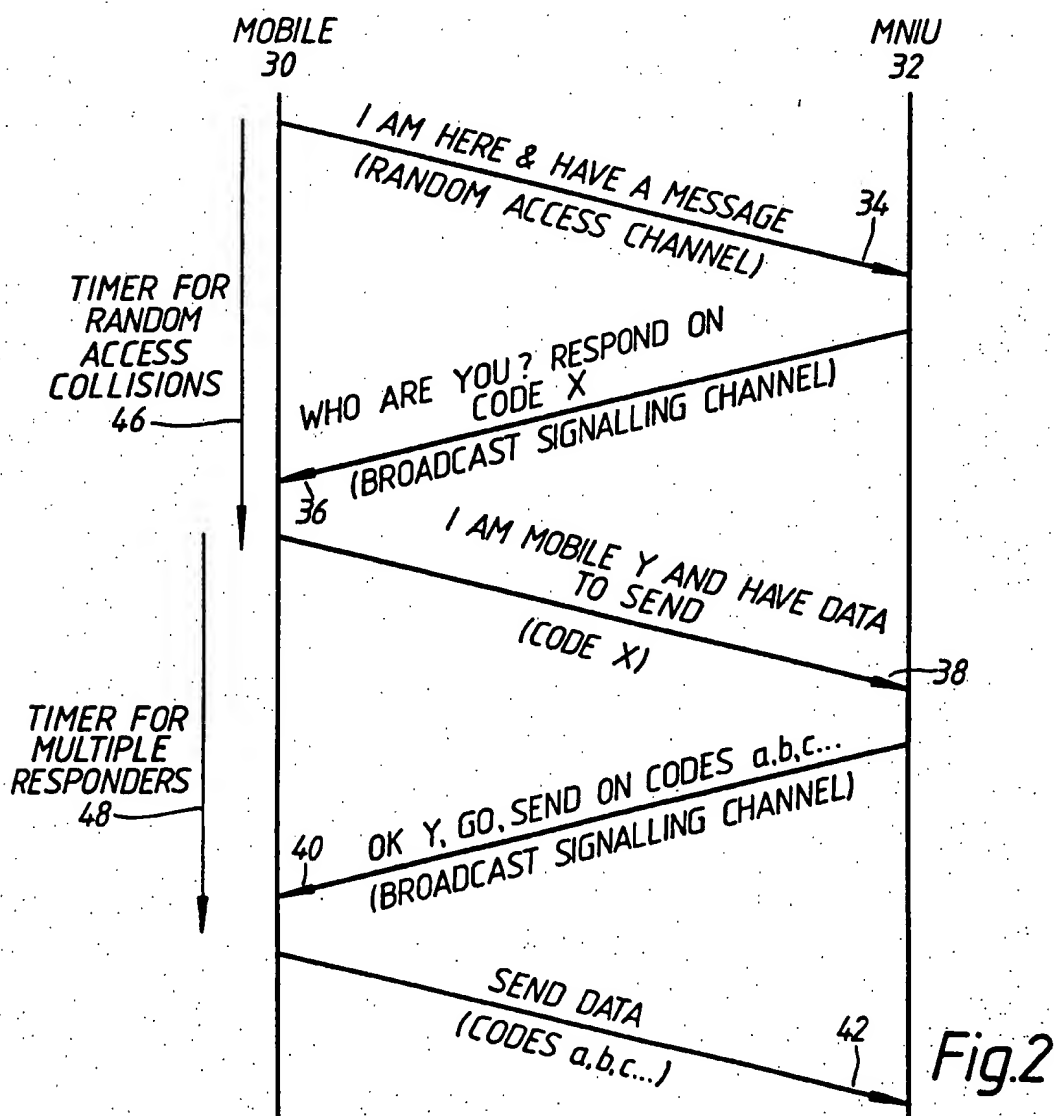 MOBILE
30
MNIU
32
I AM HERE & HAVE A MESSAGE
(RANDOM ACCESS CHANNEL)
34
TIMER FOR
RANDOM
ACCESS
COLLISIONS
46
WHO ARE YOU? RESPOND ON
CODE X
(BROADCAST SIGNALLING CHANNEL)
36
I AM MOBILE Y AND HAVE DATA
TO SEND
(CODE X)
38
TIMER FOR
MULTIPLE
RESPONDERS
48
OK Y, GO, SEND ON CODES a,b,c...
(BROADCAST SIGNALLING CHANNEL)
40
SEND DATA
(CODES a,b,c...)
42
Fig.2